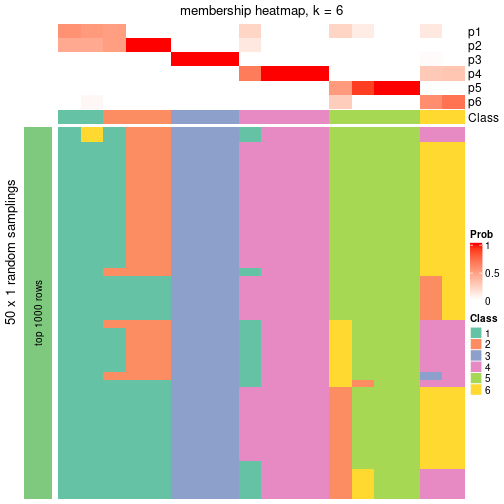 membership heatmap, k = 6
p1
p2
p3
p4
p5
p6
Class
50 x 1 random samplings
top 1000 rows
Prob
1
0.5
0
Class
1
2
3
4
5
6